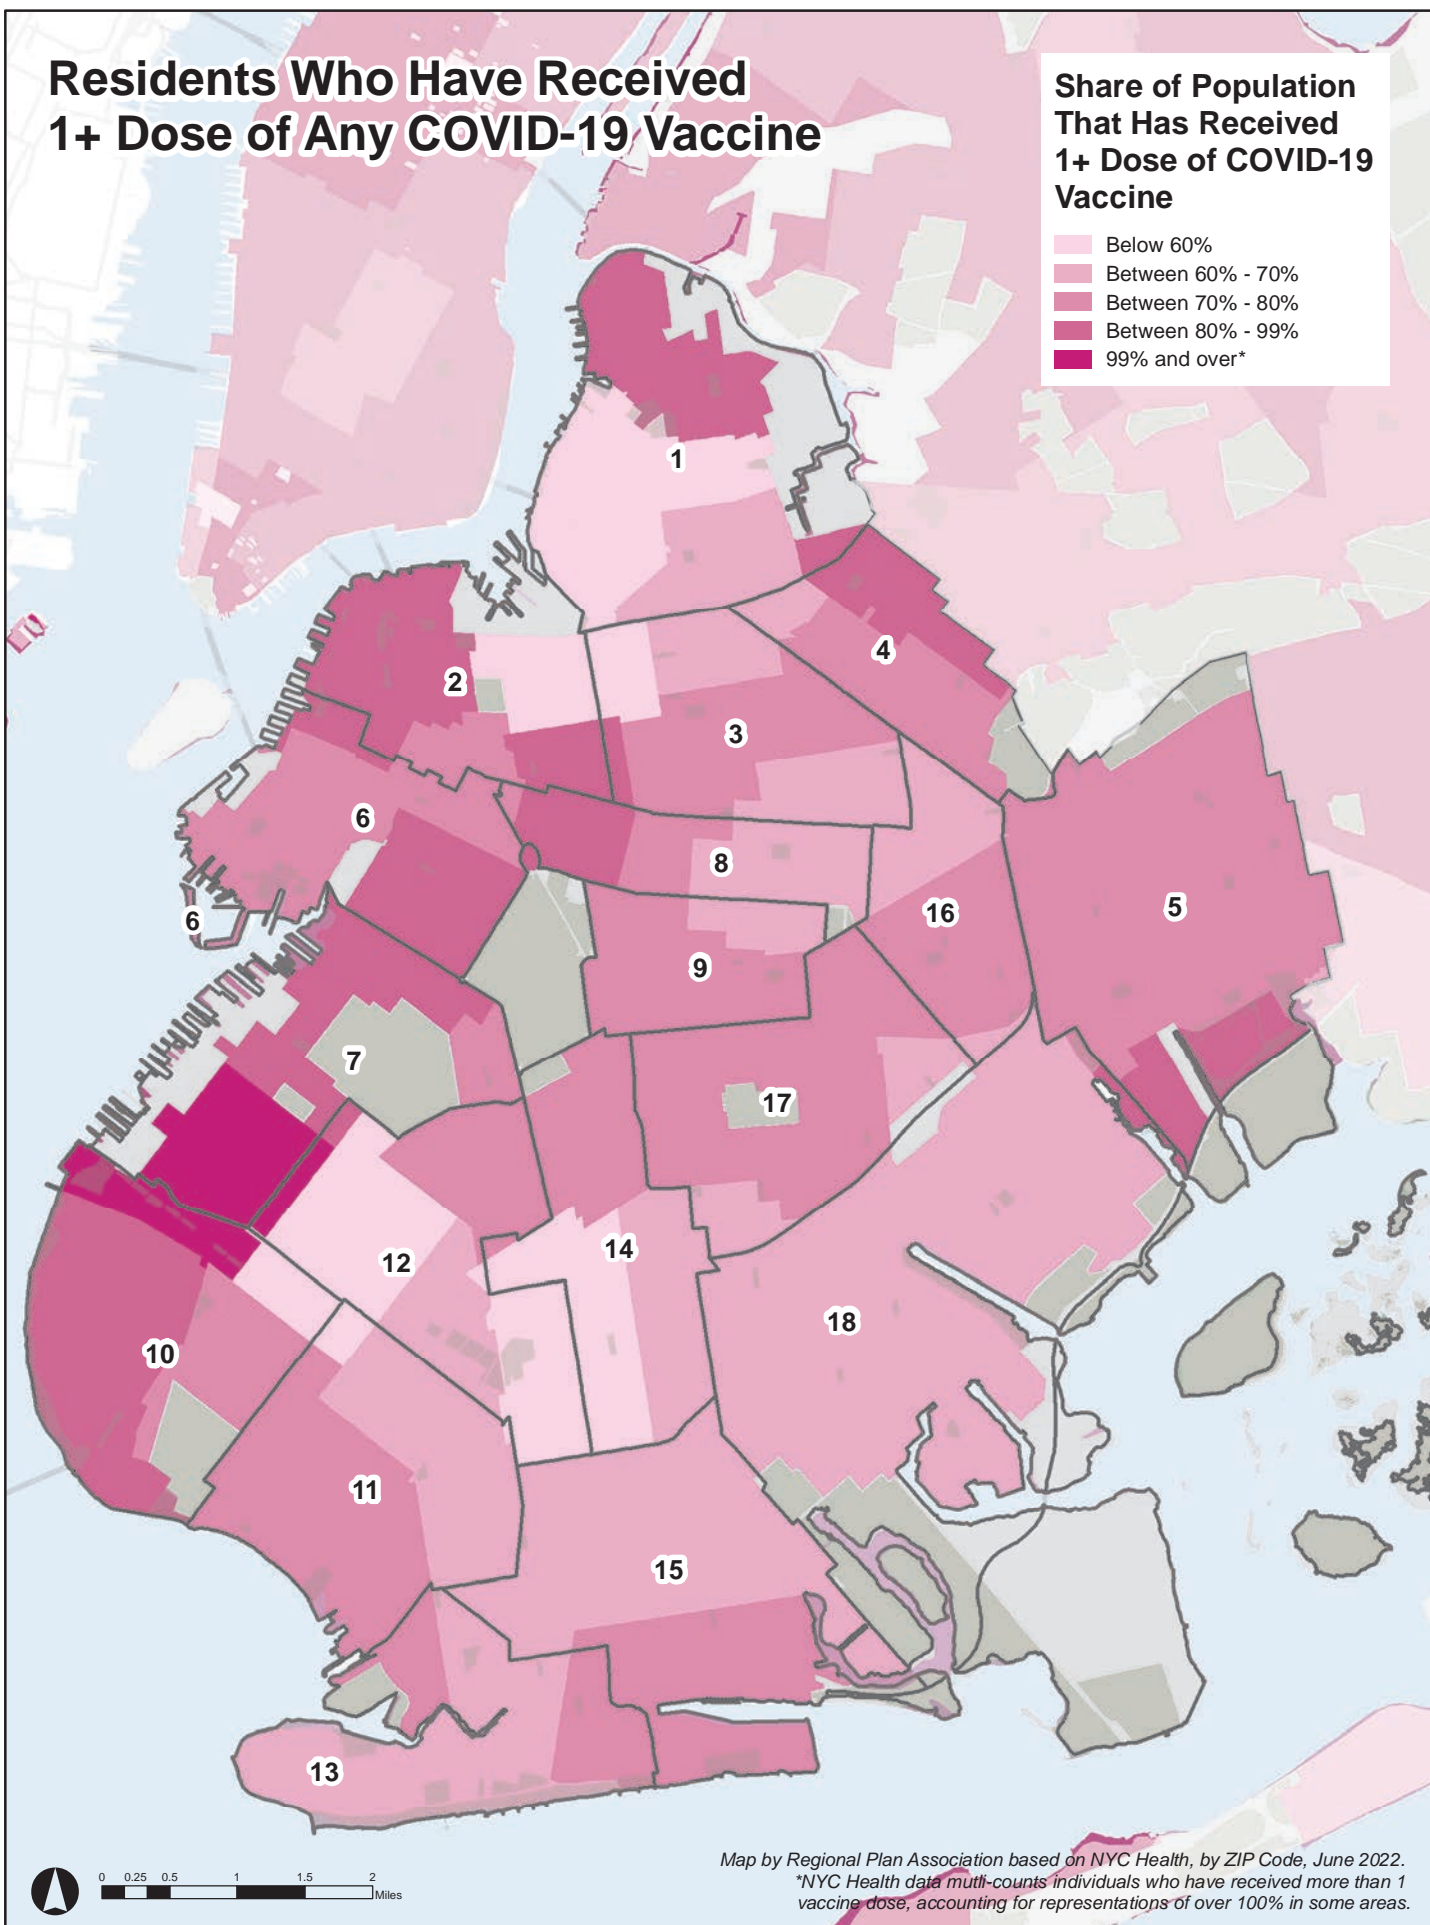 Residents Who Have Received
1+ Dose of Any COVID-19 Vaccine
Share of Population
That Has Received
1+ Dose of COVID-19
Vaccine
Below 60%
Between 60% - 70%
Between 70% - 80%
Between 80% - 99%
99% and over*
1
2
4
3
6
8
5
16
6
9
7
17
12
14
18
10
11
15
13
0 0.25 0.5 1 1.5 2
Miles
Map by Regional Plan Association based on NYC Health, by ZIP Code, June 2022.
*NYC Health data mutli-counts individuals who have received more than 1
vaccine dose, accounting for representations of over 100% in some areas.